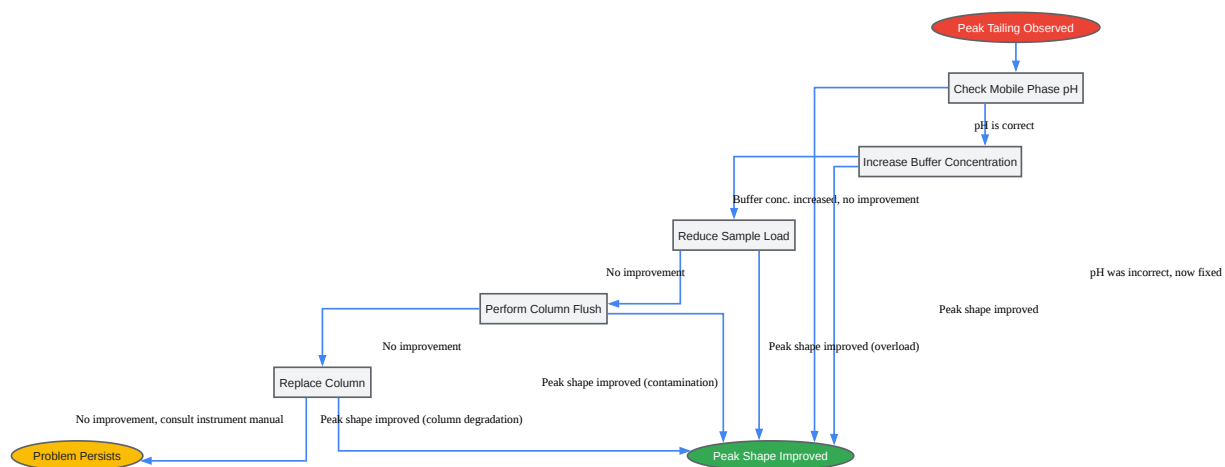 Peak Tailing Observed
Check Mobile Phase pH
pH is correct
Increase Buffer Concentration
Buffer conc. increased, no improvement
Reduce Sample Load
No improvement
pH was incorrect, now fixed
Perform Column Flush
Peak shape improved
No improvement
Peak shape improved (overload)
Replace Column
Peak shape improved (contamination)
No improvement, consult instrument manual
Peak shape improved (column degradation)
Problem Persists
Peak Shape Improved